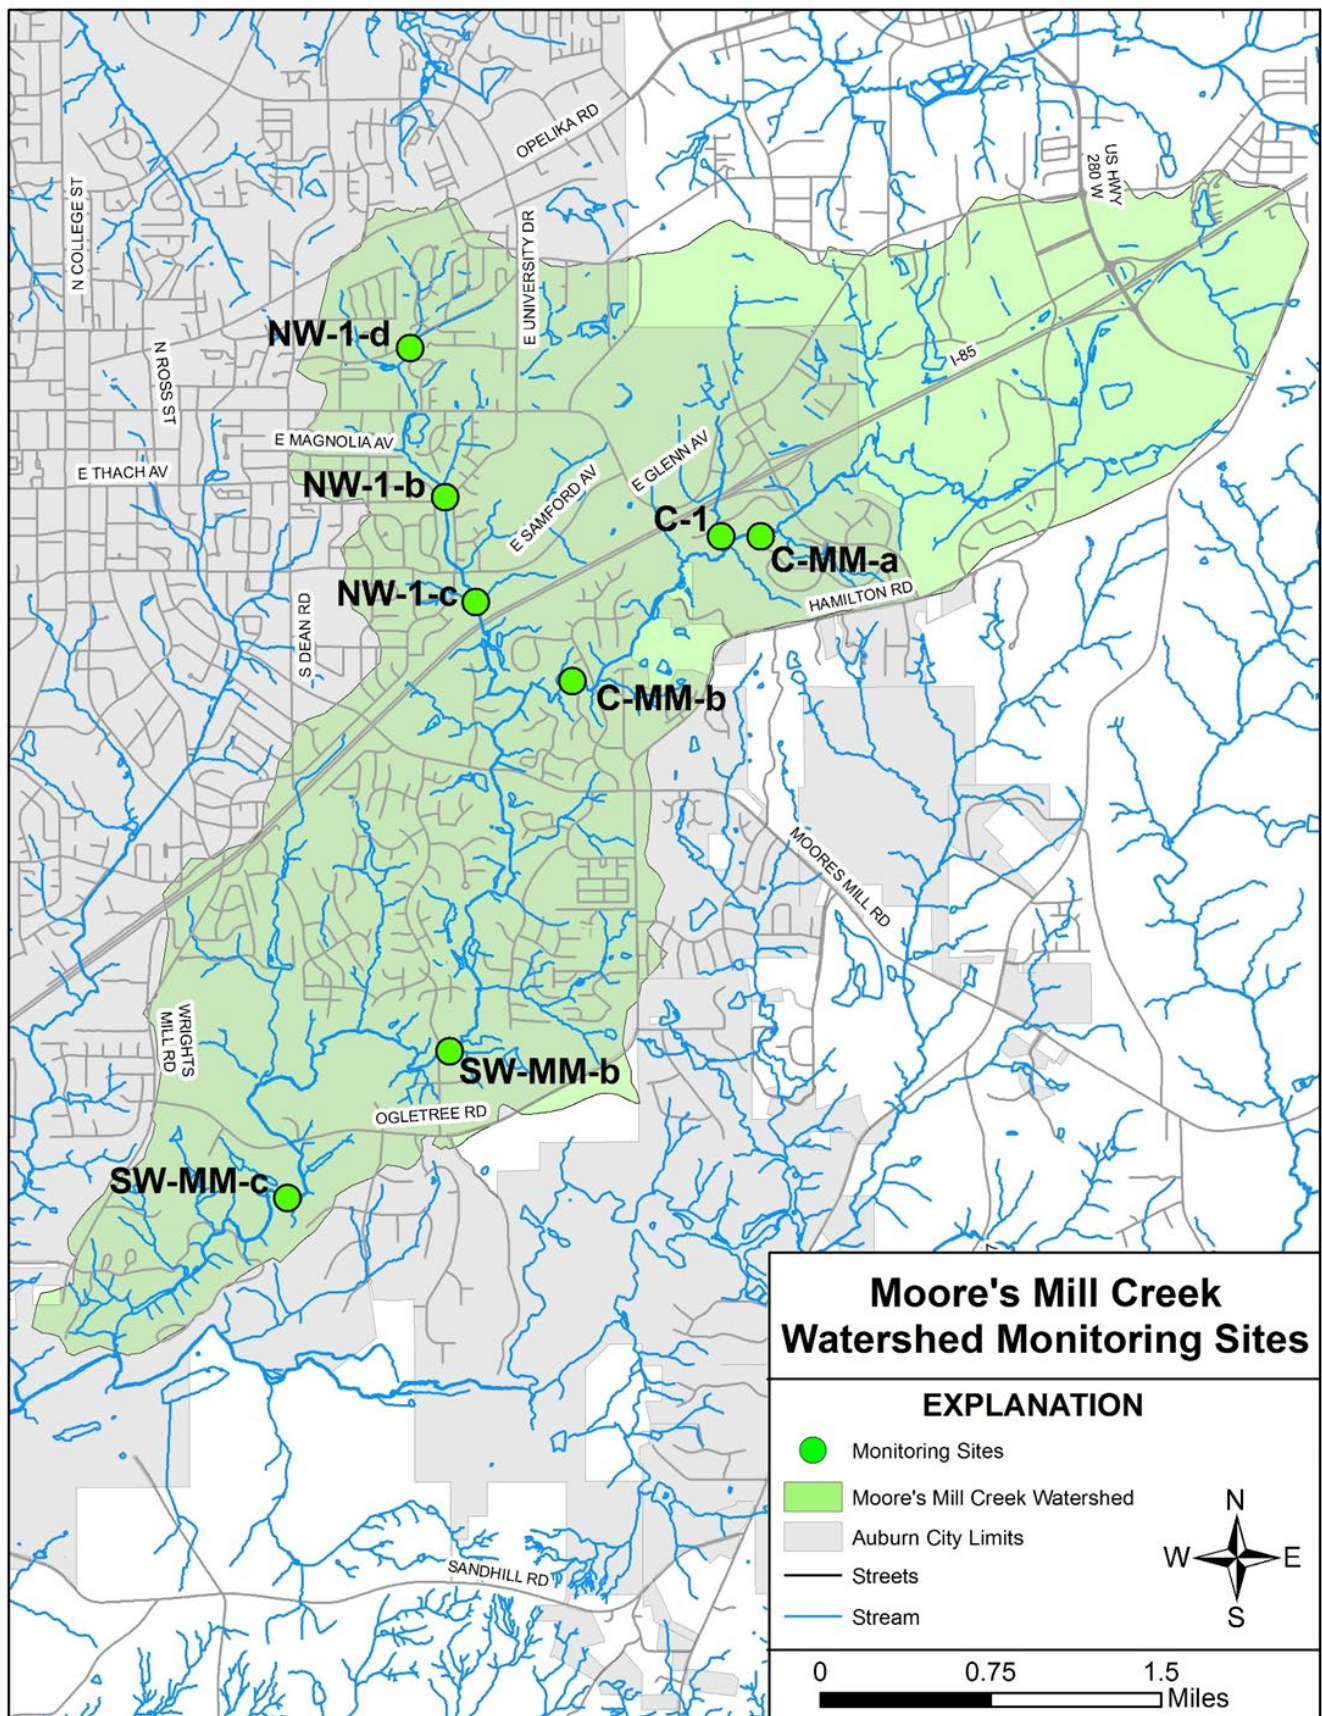 OPELIKA RD
US HWY
280 W
N COLLEGE ST
E UNIVERSITY DR
NW-1-d
N ROSS ST
I-85
E MAGNOLIA AV
E THACH AV
E GLENN AV
NW-1-b
E SAMFORD AV
C-1
C-MM-a
NW-1-c
HAMILTON RD
S DEAN RD
C-MM-b
MOORES MILL RD
WRIGHTS
MILL RD
SW-MM-b
OGLETREE RD
SW-MM-c
SANDHILL RD
Moore's Mill Creek
Watershed Monitoring Sites
EXPLANATION
Monitoring Sites
Moore's Mill Creek Watershed
Auburn City Limits
Streets
Stream
N
W E
S
0 0.75 1.5
Miles